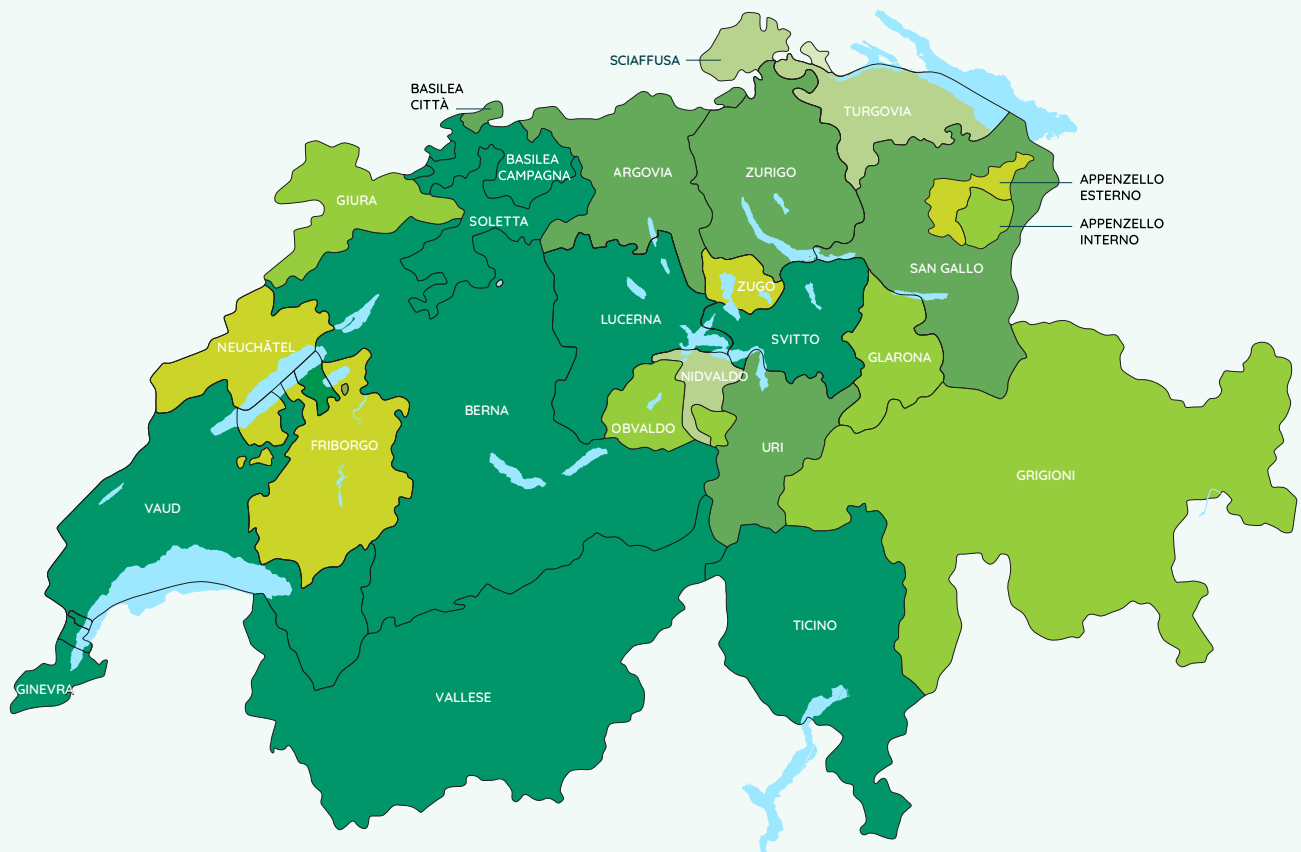 SCIAFFUSA
BASILEA
CITTÀ
TURGOVIA
BASILEA
CAMPAGNA
ARGOVIA
ZURIGO
APPENZELLO
ESTERNO
GIURA
SOLETTA
APPENZELLO
INTERNO
SAN GALLO
ZUGO
LUCERNA
SVITTO
NEUCHÂTEL
GLARONA
NIDVALDO
BERNA
OBVALDO
FRIBORGO
URI
GRIGIONI
VAUD
TICINO
GINEVRA
VALLESE